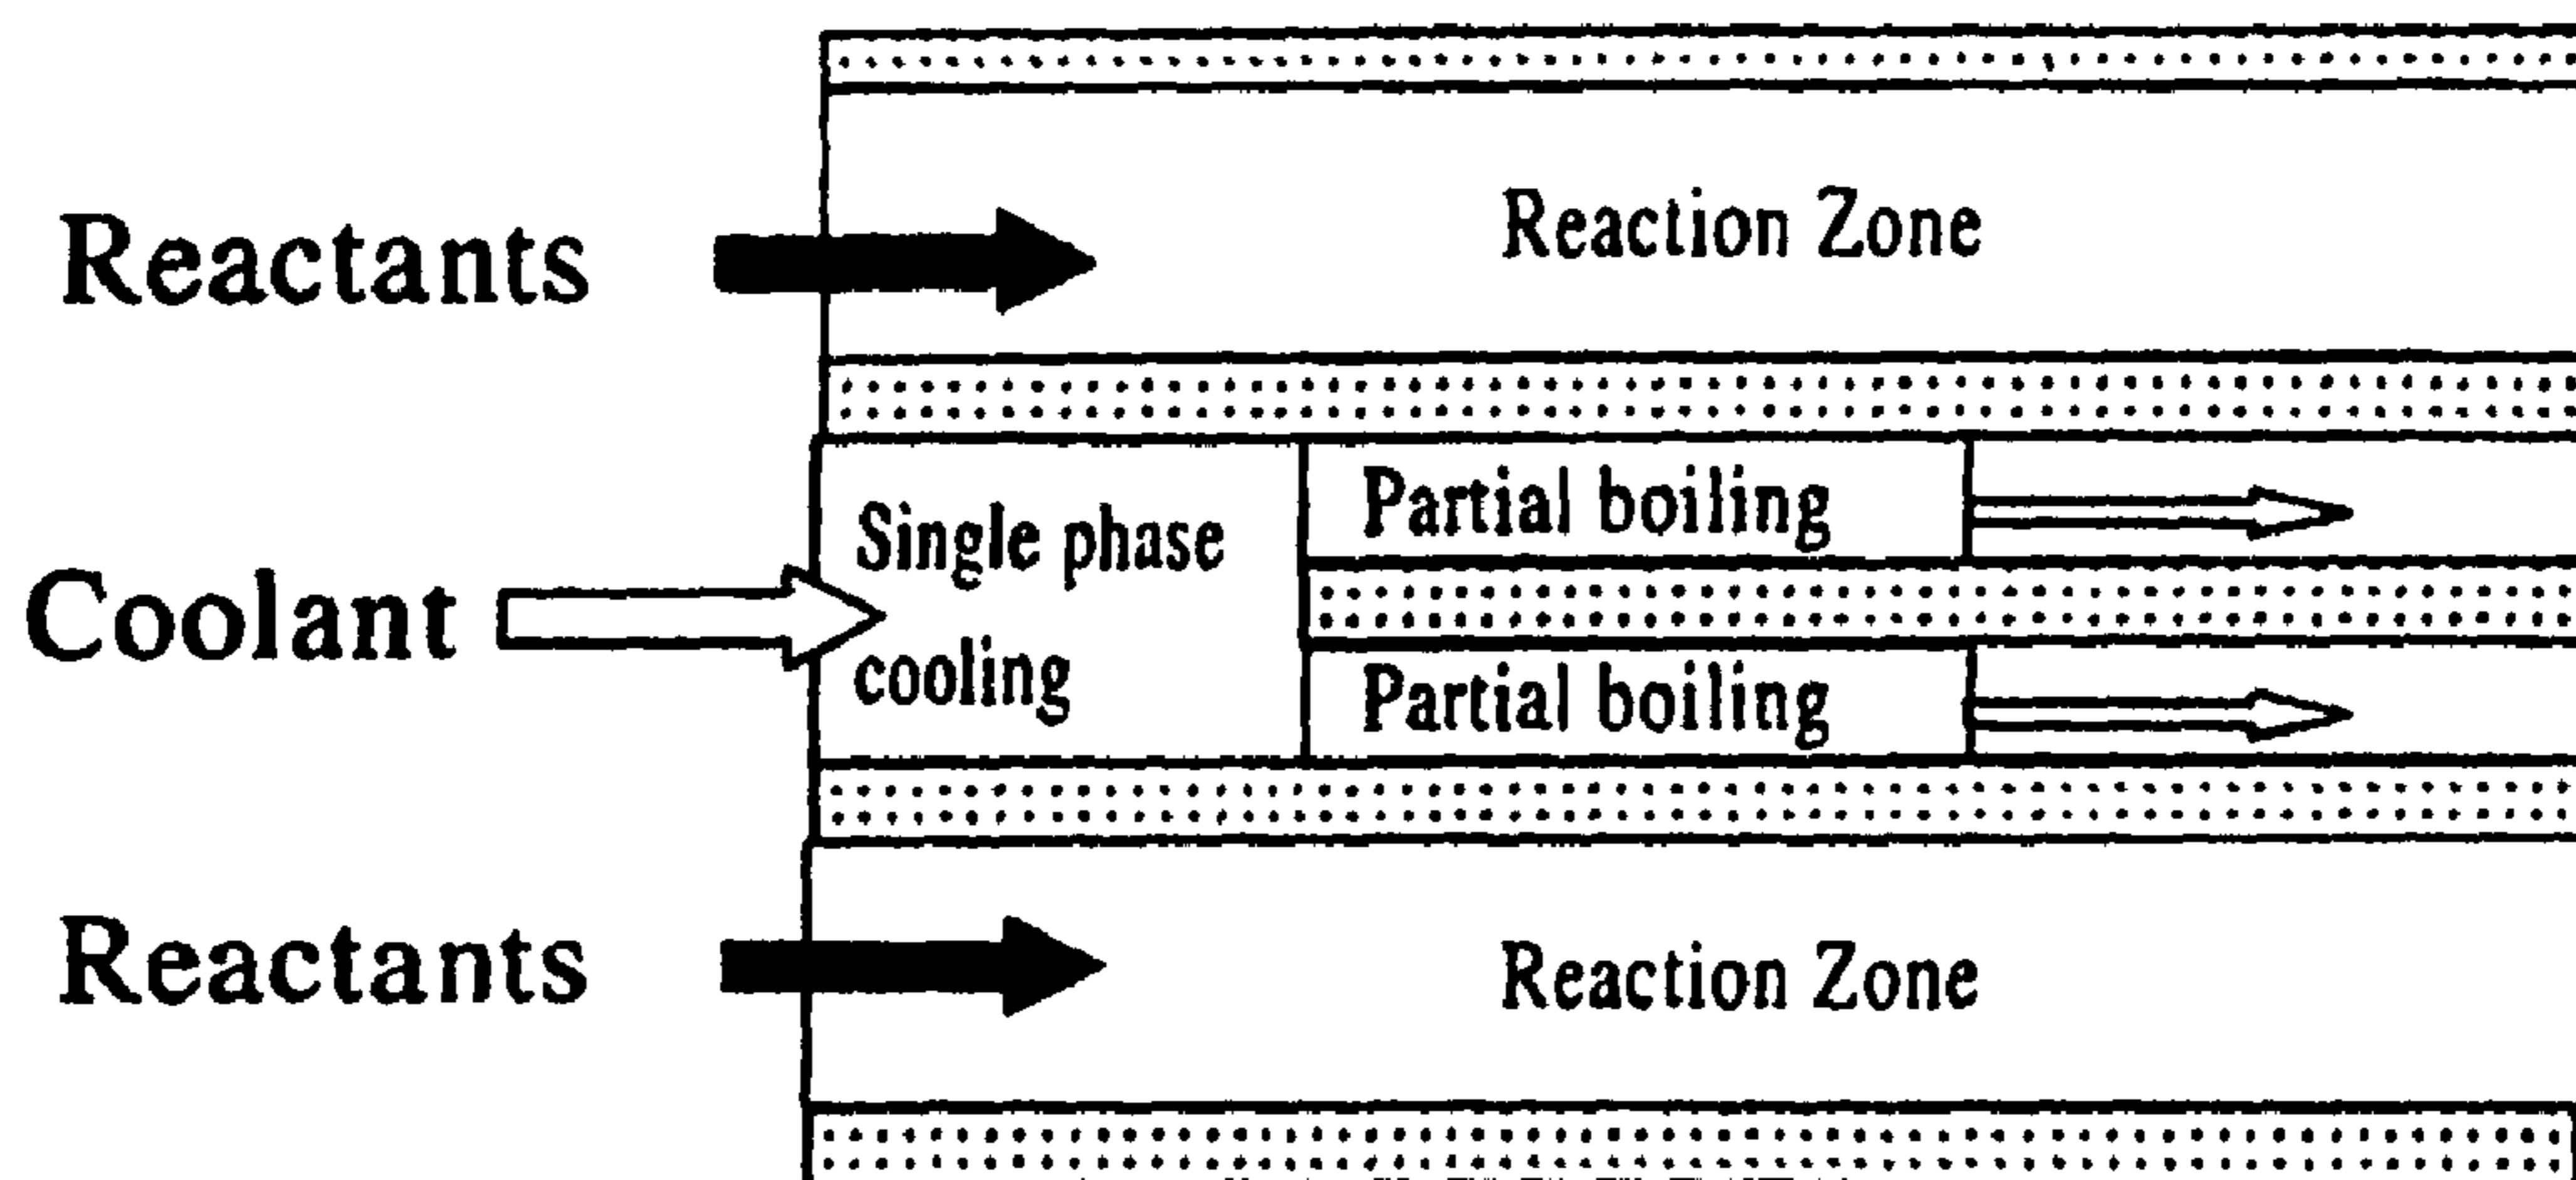 Reactants
Reaction Zone
Coolant
Single phase
cooling
Partial boiling
Partial boiling
Reactants
Reaction Zone